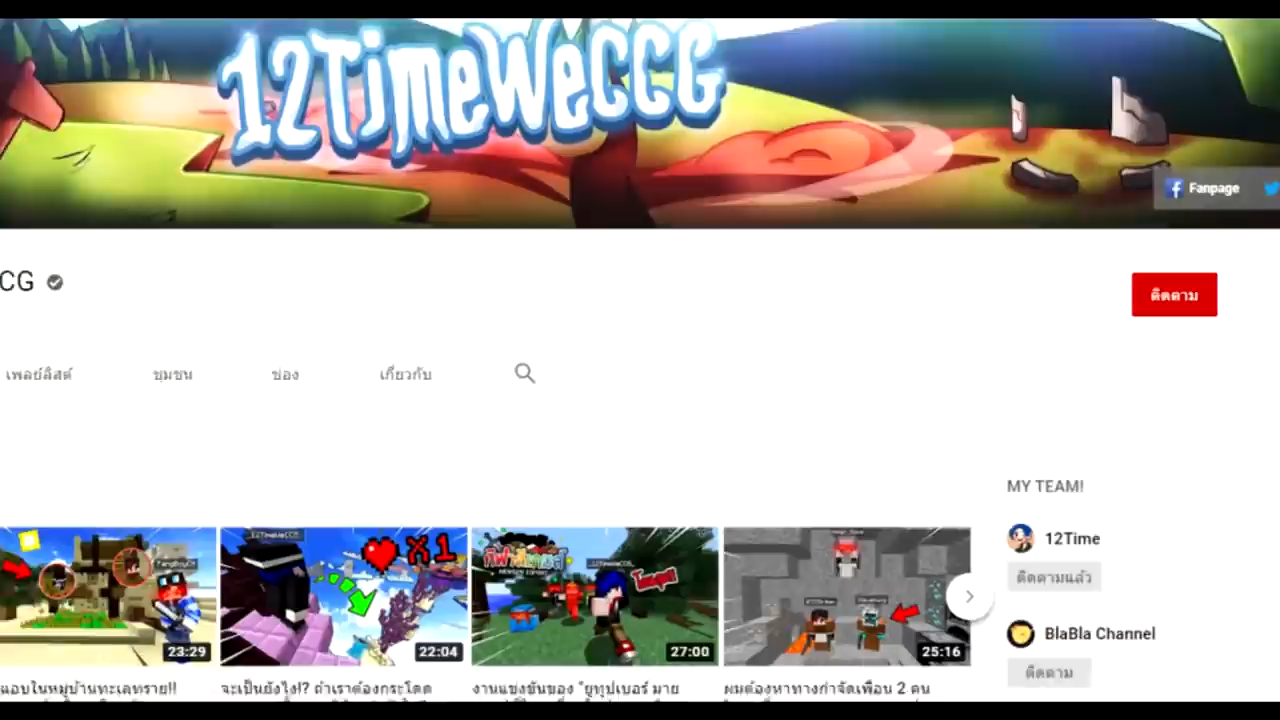 12TimeWeCCG
Fanpage
CG
ติดตาม
เพลย์ลิสต์ ชุมชน ช่อง เกี่ยวกับ
MY TEAM!
12Time
ติดตามแล้ว
BlaBla Channel
ติดตาม
X1
23:29 22:04 27:00 25:16
แอบในหมู่บ้านทะเลทราย!! จะเป็นยังไง!? ถ้าเราต้องกระโดด งานแข่งขันของ "ยูทูปเบอร์ มาย ผมต้องหาทางกำจัดเพื่อน 2 คน